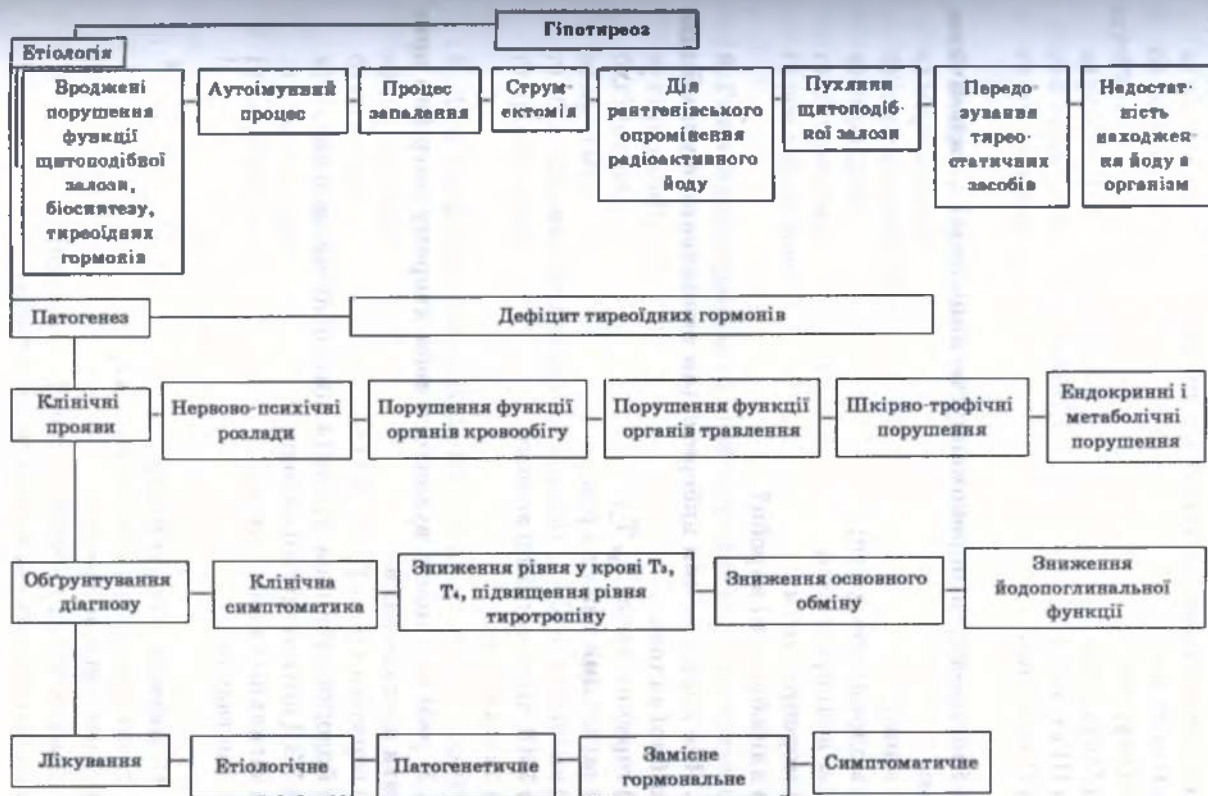 Гіпотиреоз
Етіологія
Вроджені
порушення
функції
щитоподібної
залози,
біосинтезу,
тиреоїдних
гормонів
Аутоімунний
процес
Процес
запалення
Струм-
ектомія
Дія
рентгенівського
опромінення
радіоактивного
йоду
Пухлини
щитоподіб-
ної залози
Передо-
зування
тирео-
статичних
засобів
Недостат-
ність
находжен-
ня йоду в
організм
Патогенез
Дефіцит тиреоїдних гормонів
Клінічні
прояви
Нервово-психічні
розлади
Порушення функції
органів кровообігу
Порушення функції
органів травлення
Шкірно-трофічні
порушення
Ендокринні і
метаболічні
порушення
Обґрунтування
діагнозу
Клінічна
симптоматика
Зниження рівня у крові Т₃,
Т₄, підвищення рівня
тиротропіну
Зниження основного
обміну
Зниження
йодопоглинальної
функції
Лікування
Етіологічне
Патогенетичне
Замісне
гормональне
Симптоматичне